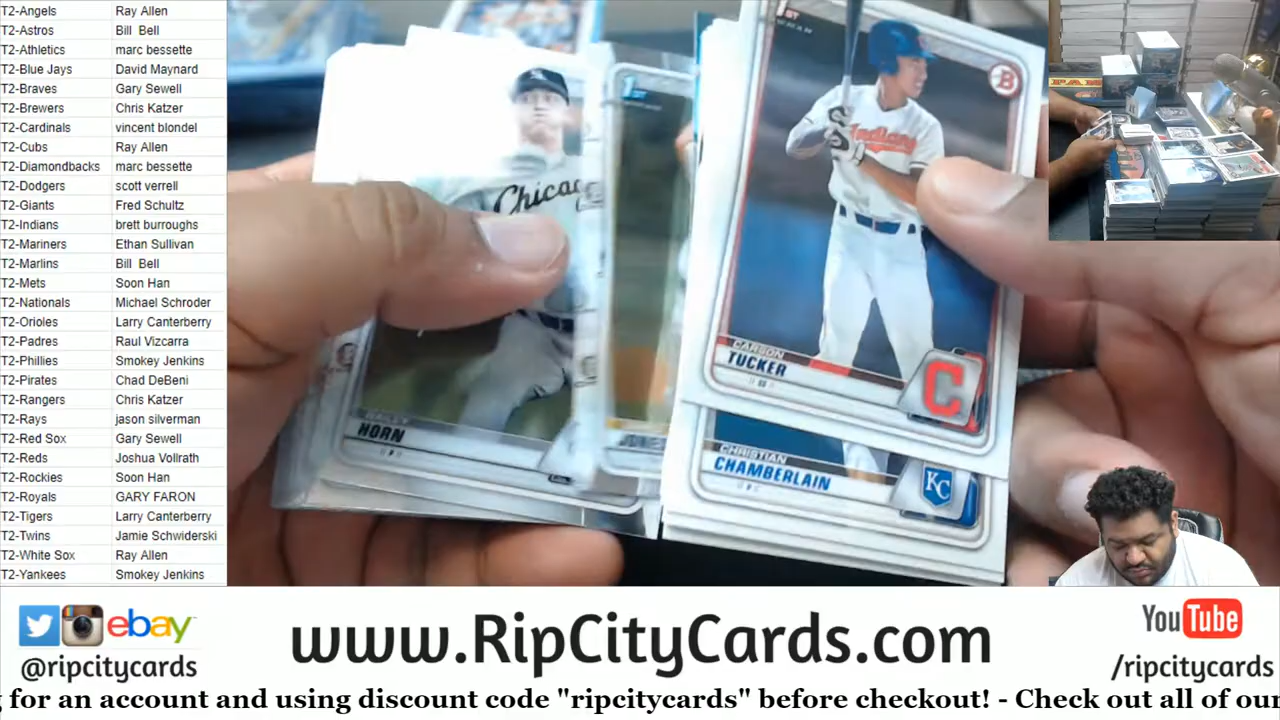 T2-Angels Ray Allen
T2-Astros Bill Bell
T2-Athletics marc bessette
T2-Blue Jays David Maynard
T2-Braves Gary Sewell
T2-Brewers Chris Katzer
T2-Cardinals vincent blondel
T2-Cubs Ray Allen
T2-Diamondbacks marc bessette
T2-Dodgers scott verrell
T2-Giants Fred Schultz
T2-Indians brett burroughs
T2-Mariners Ethan Sullivan
T2-Marlins Bill Bell
T2-Mets Soon Han
T2-Nationals Michael Schroder
T2-Orioles Larry Canterberry
T2-Padres Raul Vizcarra
T2-Phillies Smokey Jenkins
T2-Pirates Chad DeBeni
T2-Rangers Chris Katzer
T2-Rays jason silverman
T2-Red Sox Gary Sewell
T2-Reds Joshua Vollrath
T2-Rockies Soon Han
T2-Royals GARY FARON
T2-Tigers Larry Canterberry
T2-Twins Jamie Schwiderski
T2-White Sox Ray Allen
T2-Yankees Smokey Jenkins
Chicago
HORN
1ST
B
Indians
CARSON
TUCKER
SS
C
CHRISTIAN
CHAMBERLAIN
KC
ebay
@ripcitycards
www.RipCityCards.com
YouTube
/ripcitycards
g for an account and using discount code "ripcitycards" before checkout! - Check out all of our